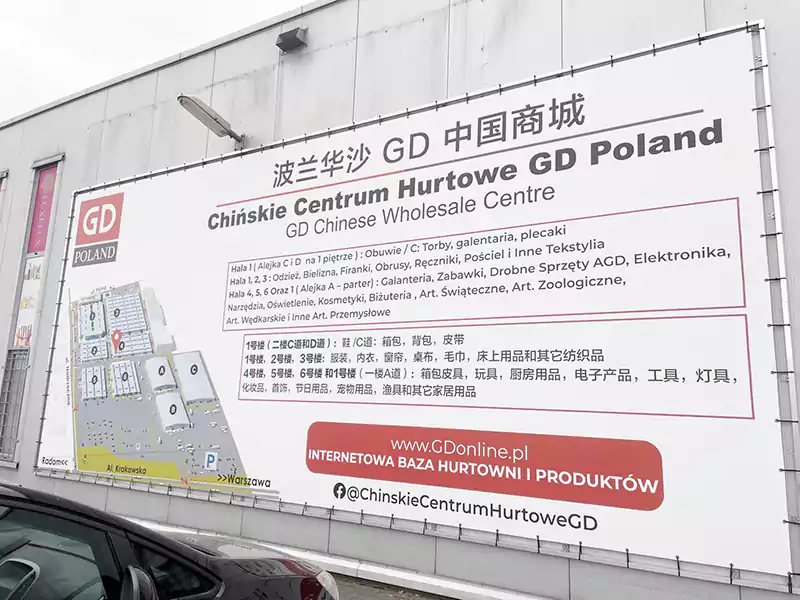 波兰华沙 GD 中国商城
Chińskie Centrum Hurtowe GD Poland
GD Chinese Wholesale Centre
GD
POLAND
Hala 1 ( Alejka C i D na 1 piętrze ) : Obuwie / C: Torby, galentaria, plecaki
Hala 1, 2, 3 : Odzież, Bielizna, Firanki, Obrusy, Ręczniki, Pościel i Inne Tekstylia
Hala 4, 5, 6 Oraz 1 ( Alejka A – parter) : Galanteria, Zabawki, Drobne Sprzęty AGD, Elektronika,
Narzędzia, Oświetlenie, Kosmetyki, Biżuteria , Art. Świąteczne, Art. Zoologiczne,
Art. Wędkarskie i Inne Art. Przemysłowe
1号楼 ( 二楼C道和D道 ) : 鞋 /C道: 箱包, 背包, 皮带
1号楼, 2号楼, 3号楼: 服装, 内衣, 窗帘, 桌布, 毛巾, 床上用品和其它纺织品
4号楼, 5号楼, 6号楼 和1号楼 ( 一楼A道 ) : 箱包皮具, 玩具, 厨房用品, 电子产品, 工具, 灯具,
化妆品, 首饰, 节日用品, 宠物用品, 渔具和其它家居用品
www.GDonline.pl
INTERNETOWA BAZA HURTOWNI I PRODUKTÓW
@ChinskieCentrumHurtoweGD
Radom<<
Al. Krakowska
P
>>Warszawa